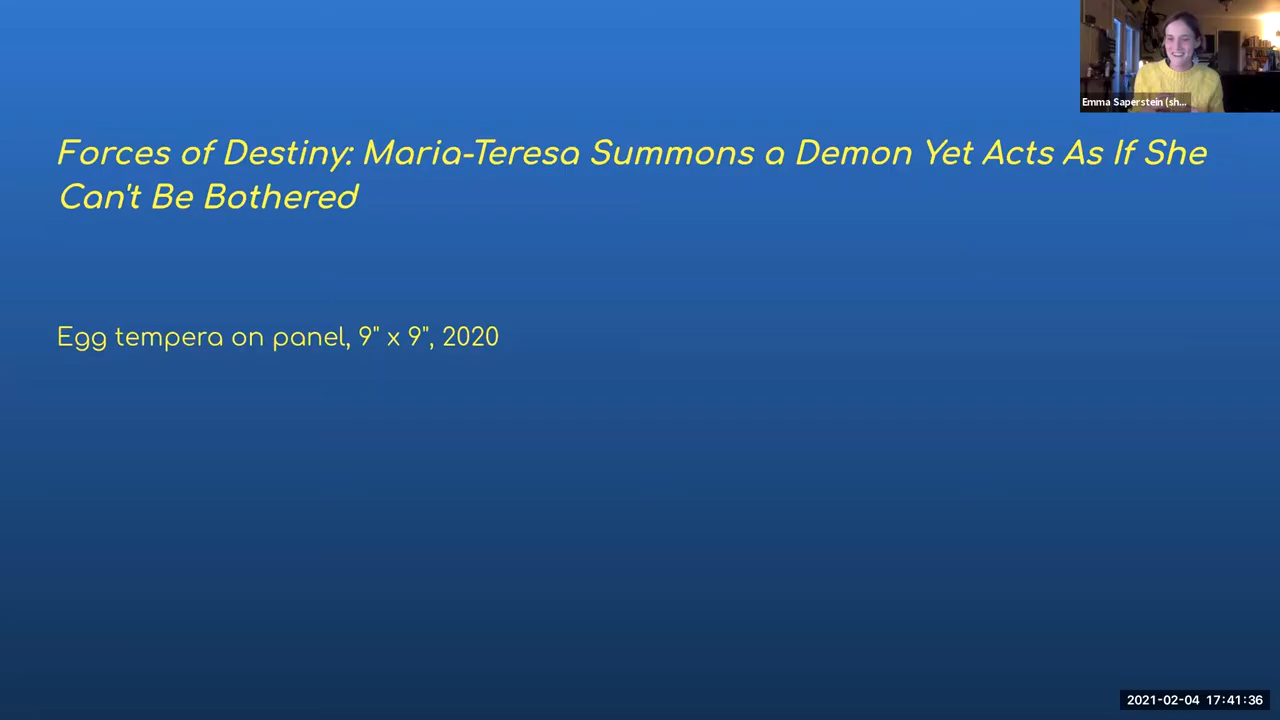 Emma Saperstein (sh...
Forces of Destiny: Maria-Teresa Summons a Demon Yet Acts As If She
Can't Be Bothered
Egg tempera on panel, 9" x 9", 2020
2021-02-04 17:41:36